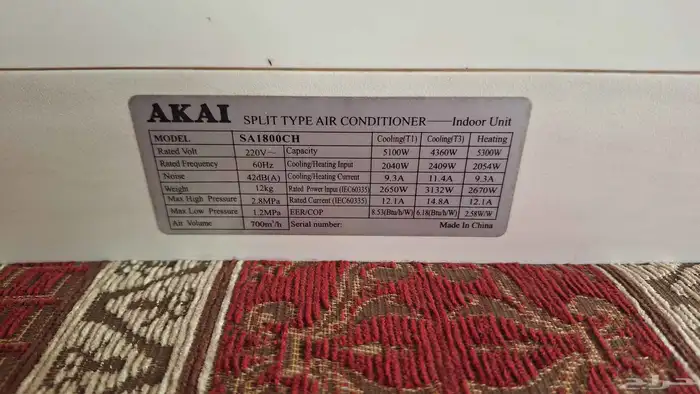 AKAI SPLIT TYPE AIR CONDITIONER—Indoor Unit
MODEL SA1800CH Cooling(T1) Cooling(T3) Heating
Rated Volt 220V~ Capacity 5100W 4360W 5300W
Rated Frequency 60Hz Cooling/Heating Input 2040W 2409W 2054W
Noise 42dB(A) Cooling/Heating Current 9.3A 11.4A 9.3A
Weight 12kg Rated Power Input (IEC60335) 2650W 3132W 2670W
Max High Pressure 2.8MPa Rated Current (IEC60335) 12.1A 14.8A 12.1A
Max Low Pressure 1.2MPa EER/COP 8.53(Btu/h/W) 6.18(Btu/h/W) 2.58W/W
Air Volume 700m³/h Serial number: Made In China
حراج